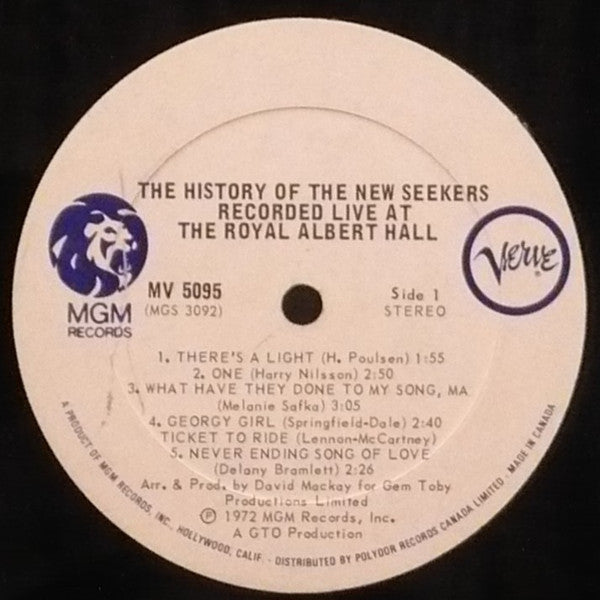 THE HISTORY OF THE NEW SEEKERS
RECORDED LIVE AT
THE ROYAL ALBERT HALL
MGM
RECORDS
MV 5095
(MGS 3092)
Side 1
STEREO
Verve
®
1. THERE'S A LIGHT (H. Poulsen) 1:55
2. ONE (Harry Nilsson) 2:50
3. WHAT HAVE THEY DONE TO MY SONG, MA
(Melanie Safka) 3:05
4. GEORGY GIRL (Springfield-Dale) 2:40
TICKET TO RIDE (Lennon-McCartney)
5. NEVER ENDING SONG OF LOVE
(Delany Bramlett) 2:26
Arr. & Prod. by David Mackay for Gem Toby
Productions Limited
℗ 1972 MGM Records, Inc.
A GTO Production
A PRODUCT OF MGM RECORDS, INC., HOLLYWOOD, CALIF. - DISTRIBUTED BY POLYDOR RECORDS CANADA LIMITED - MADE IN CANADA